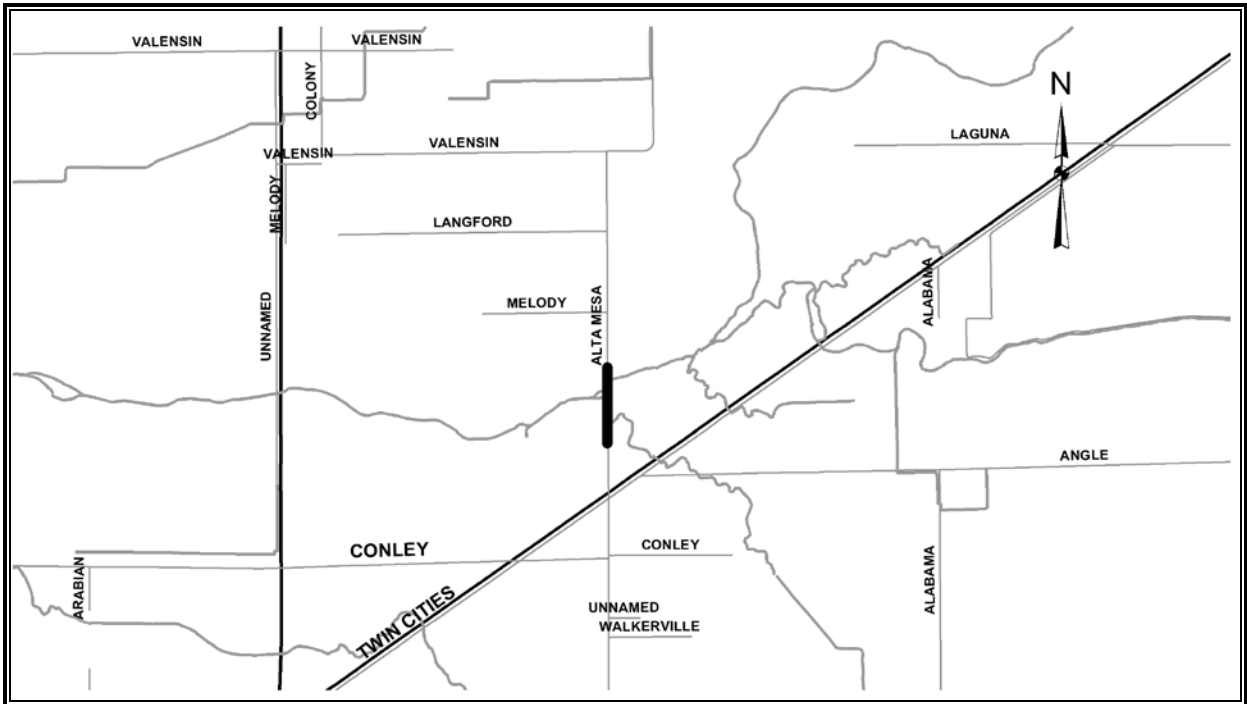 VALENSIN
VALENSIN
COLONY
N
LAGUNA
VALENSIN
VALENSIN
MELODY
LANGFORD
ALABAMA
MELODY
ALTA MESA
UNNAMED
ANGLE
CONLEY
CONLEY
ARABIAN
ALABAMA
TWIN CITIES
UNNAMED
WALKERVILLE